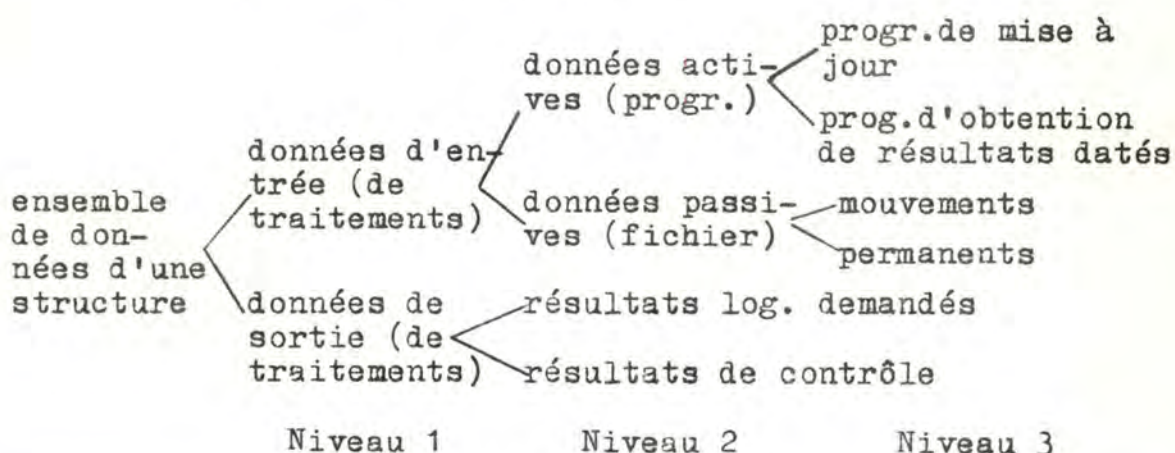 progr.de mise à
jour
données acti-
ves (progr.)
prog.d'obtention
de résultats datés
données d'en-
trée (de
traitements)
ensemble
de don-
nées d'une
structure
données passi-
ves (fichier)
mouvements
permanents
données de
sortie (de
traitements)
résultats log. demandés
résultats de contrôle
Niveau 1 Niveau 2 Niveau 3